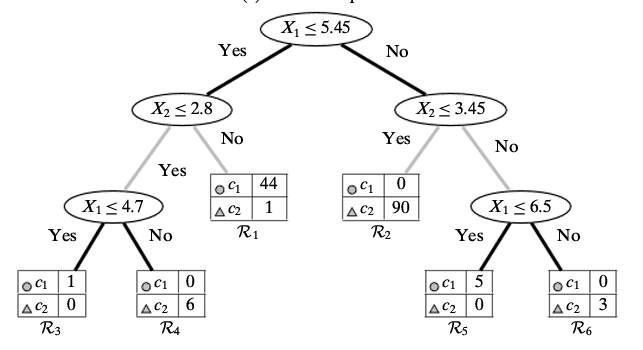 X₁ ≤ 5.45
Yes
No
X₂ ≤ 2.8
X₂ ≤ 3.45
No
Yes
No
Yes
c₁ 44
c₂ 1
R₁
c₁ 0
c₂ 90
R₂
X₁ ≤ 4.7
X₁ ≤ 6.5
Yes
No
Yes
No
c₁ 1
c₂ 0
R₃
c₁ 0
c₂ 6
R₄
c₁ 5
c₂ 0
R₅
c₁ 0
c₂ 3
R₆